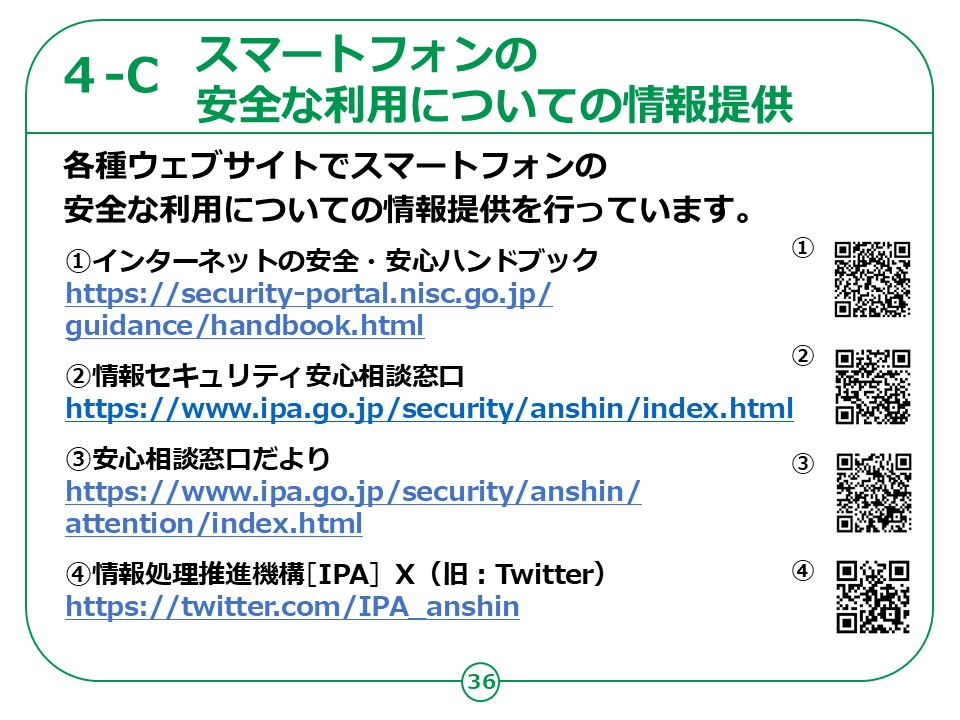 ４-C
スマートフォンの
安全な利用についての情報提供
各種ウェブサイトでスマートフォンの
安全な利用についての情報提供を行っています。
①インターネットの安全・安心ハンドブック
https://security-portal.nisc.go.jp/
guidance/handbook.html
②情報セキュリティ安心相談窓口
https://www.ipa.go.jp/security/anshin/index.html
③安心相談窓口だより
https://www.ipa.go.jp/security/anshin/
attention/index.html
④情報処理推進機構[IPA］X（旧：Twitter）
https://twitter.com/IPA_anshin
①
②
③
④
36